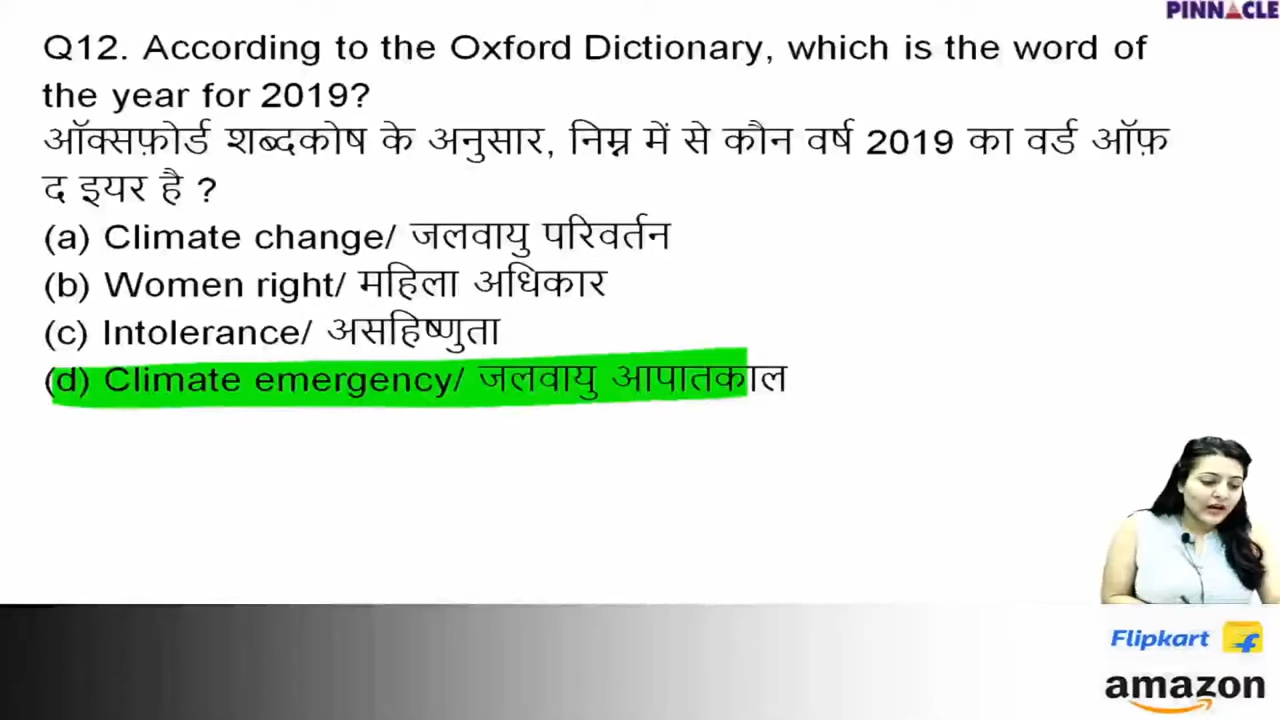 PINNACLE
Q12. According to the Oxford Dictionary, which is the word of
the year for 2019?
ऑक्सफ़ोर्ड शब्दकोष के अनुसार, निम्न में से कौन वर्ष 2019 का वर्ड ऑफ़
द इयर है ?
(a) Climate change/ जलवायु परिवर्तन
(b) Women right/ महिला अधिकार
(c) Intolerance/ असहिष्णुता
(d) Climate emergency/ जलवायु आपातकाल
Flipkart
amazon